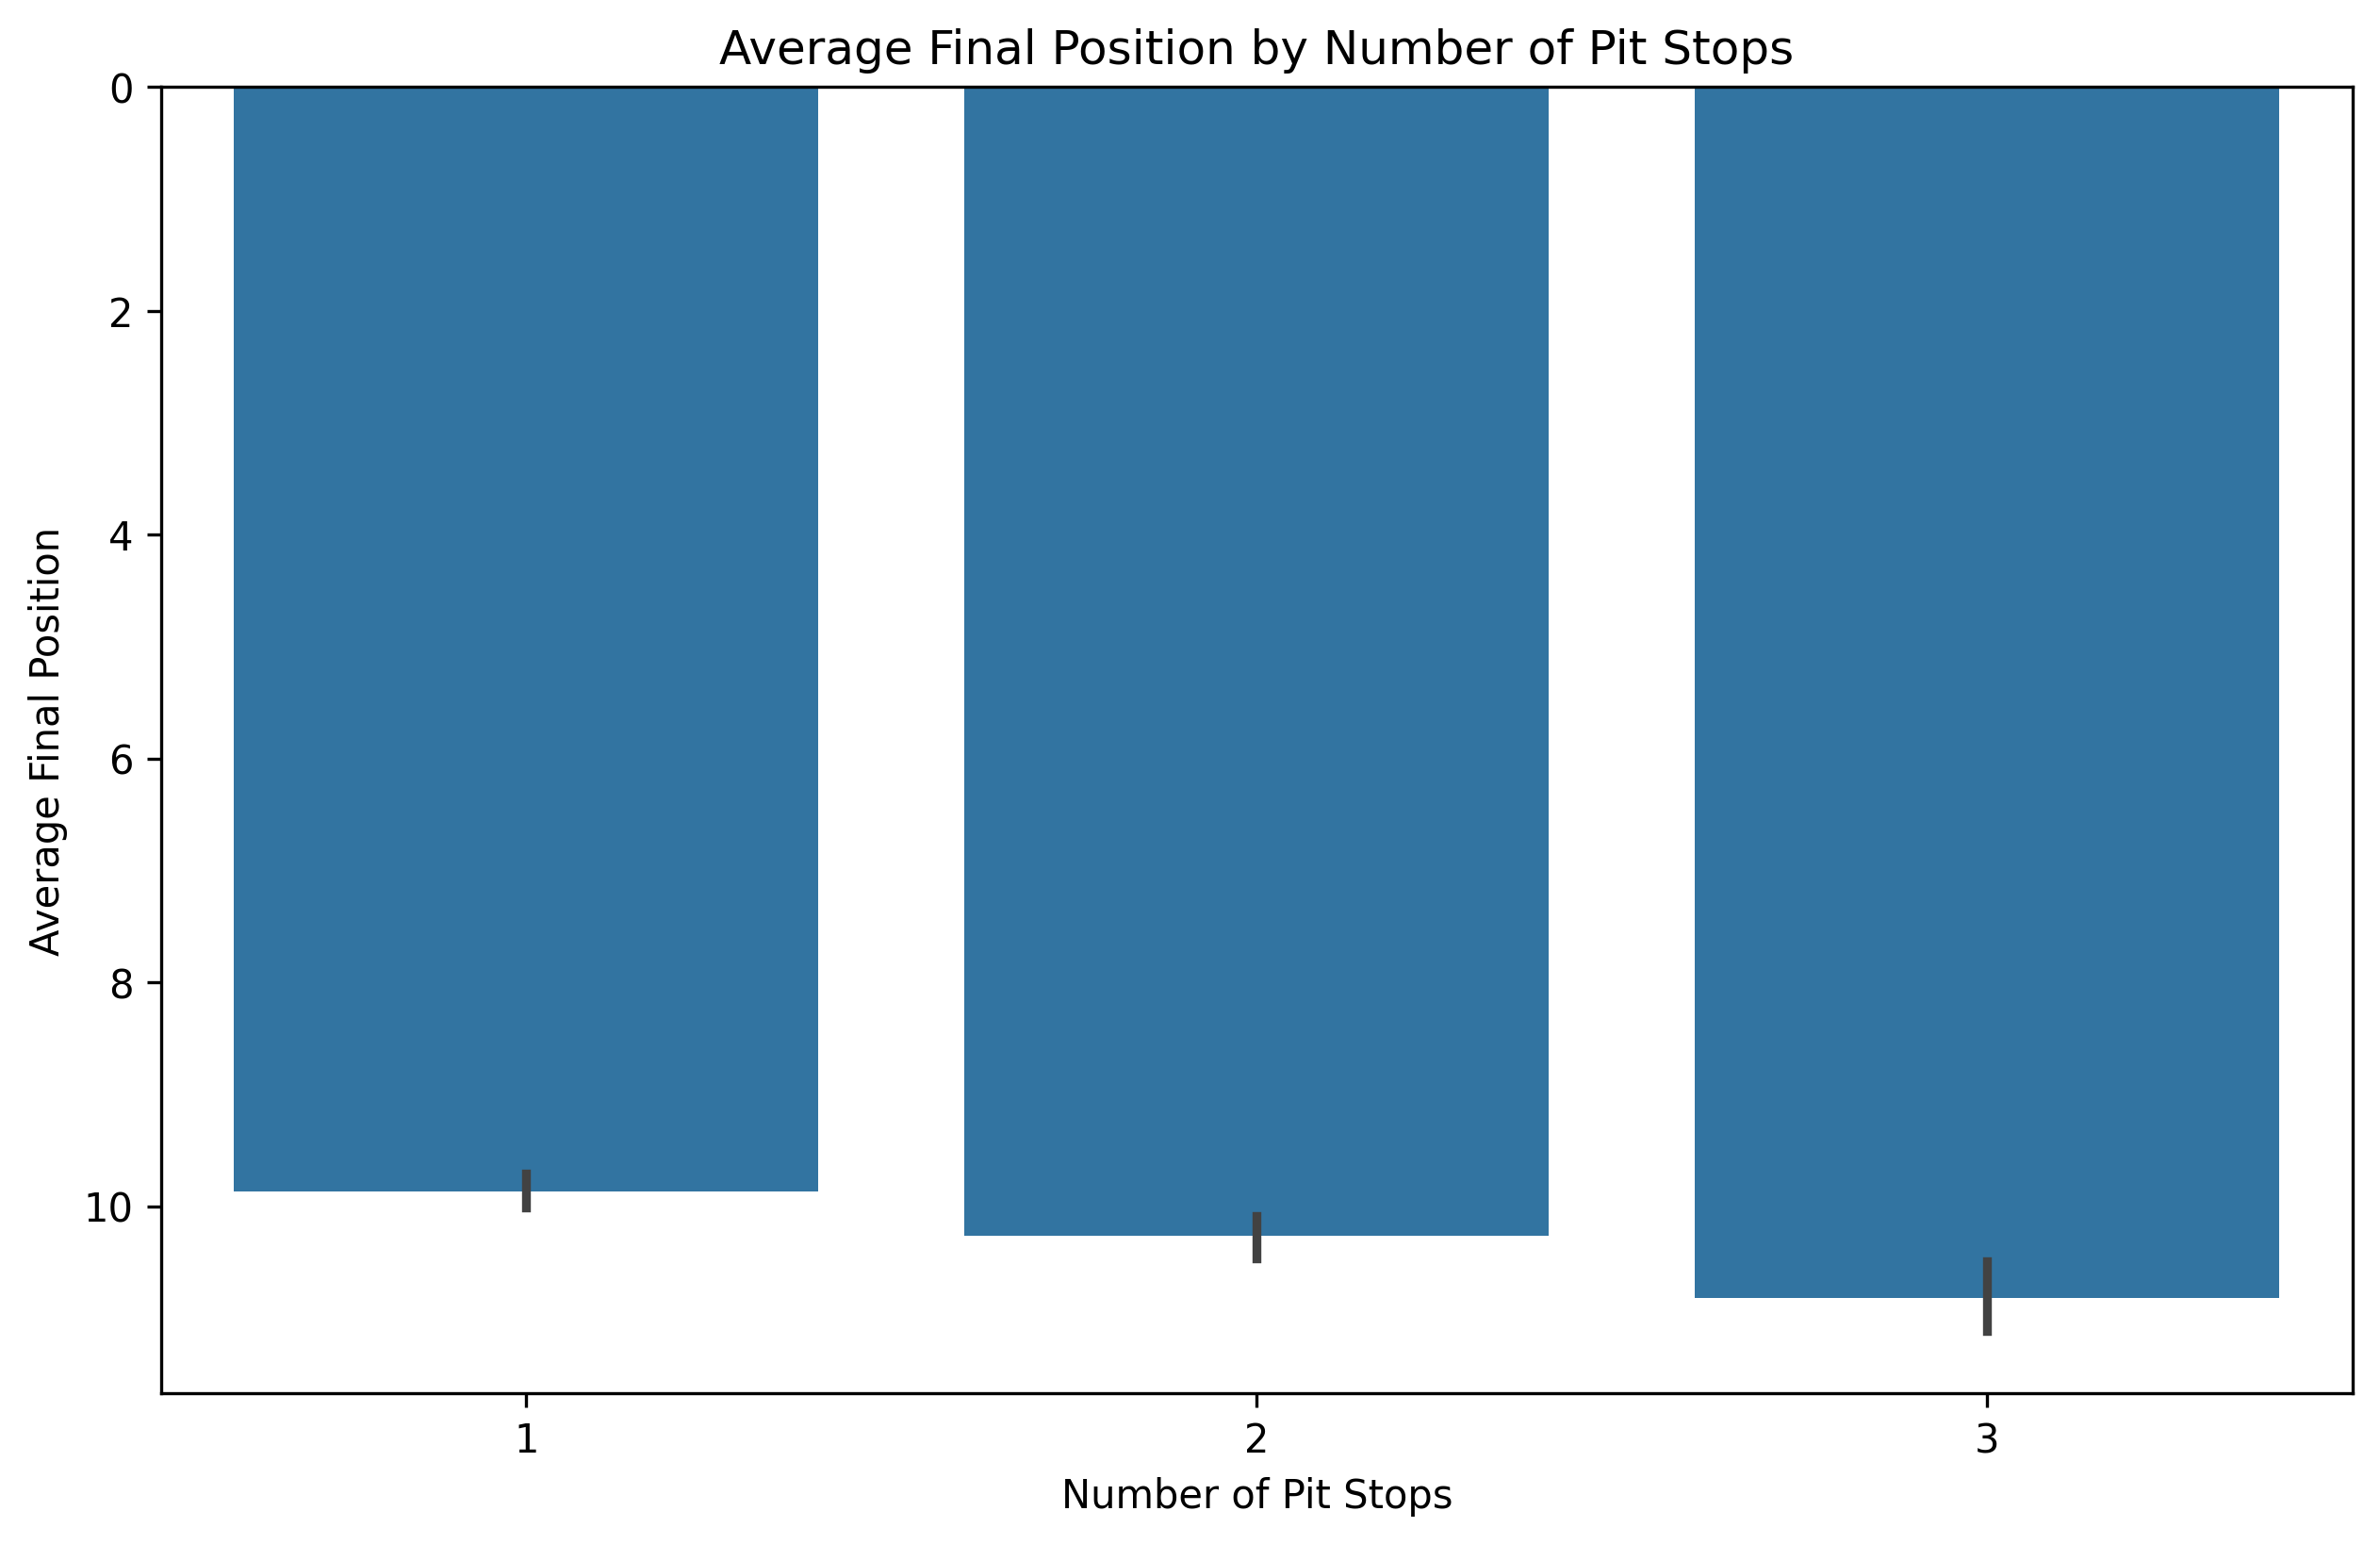 Average Final Position by Number of Pit Stops
0
2
4
6
8
10
Average Final Position
1 2 3
Number of Pit Stops